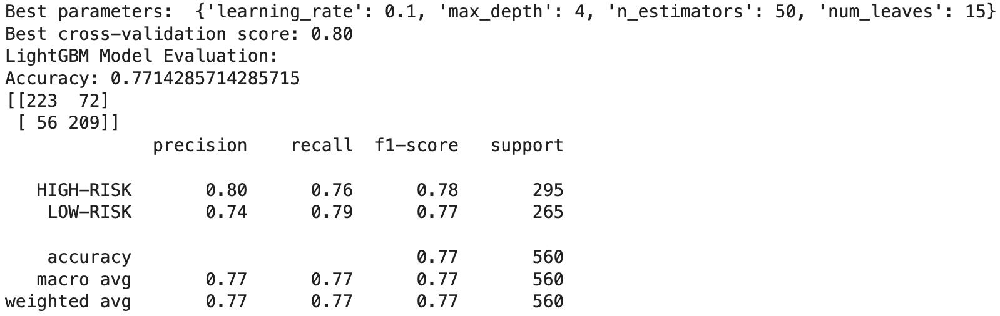 Best parameters:  {'learning_rate': 0.1, 'max_depth': 4, 'n_estimators': 50, 'num_leaves': 15}
Best cross-validation score: 0.80
LightGBM Model Evaluation:
Accuracy: 0.7714285714285715
[[223  72]
 [ 56 209]]
              precision    recall  f1-score   support

   HIGH-RISK       0.80      0.76      0.78       295
    LOW-RISK       0.74      0.79      0.77       265

    accuracy                           0.77       560
   macro avg       0.77      0.77      0.77       560
weighted avg       0.77      0.77      0.77       560